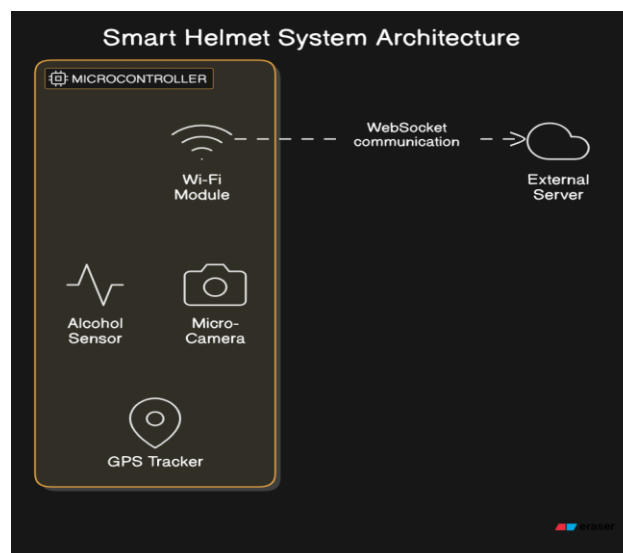 Smart Helmet System Architecture
MICROCONTROLLER
WebSocket
communication
Wi-Fi
Module
External
Server
Alcohol
Sensor
Micro-
Camera
GPS Tracker
eraser